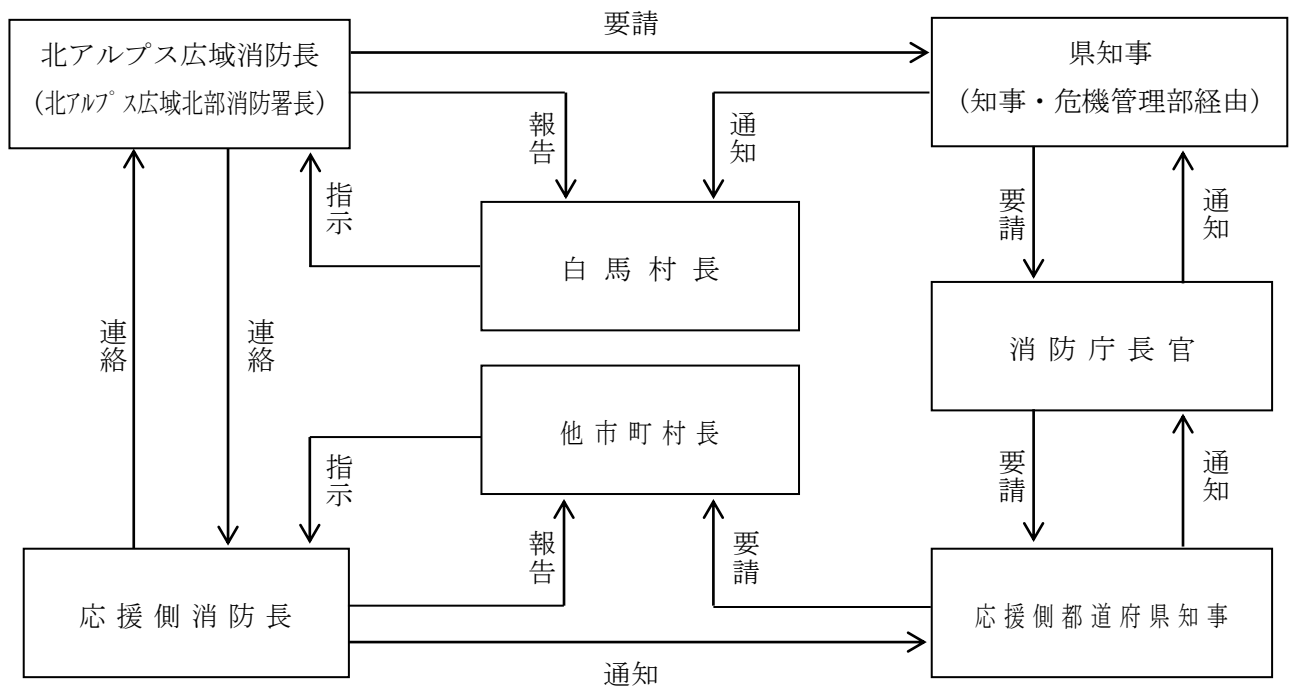 要請
北アルプス広域消防長
(北ｱﾙﾌﾟｽ広域北部消防署長)
県知事
(知事・危機管理部経由)
報告
通知
指示
要請
通知
白馬村長
連絡
連絡
消防庁長官
他市町村長
指示
要請
通知
報告
要請
応援側消防長
応援側都道府県知事
通知